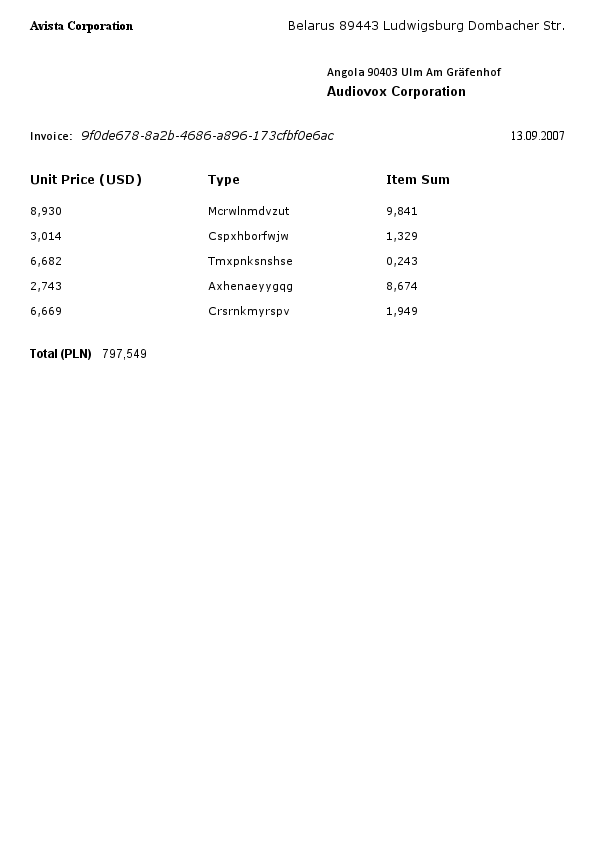 Avista Corporation Belarus 89443 Ludwigsburg Dombacher Str.
Angola 90403 Ulm Am Gräfenhof
Audiovox Corporation
Invoice: 9f0de678-8a2b-4686-a896-173cfbf0e6ac 13.09.2007
Unit Price (USD) Type Item Sum
8,930 Mcrwlnmdvzut 9,841
3,014 Cspxhborfwjw 1,329
6,682 Tmxpnksnshse 0,243
2,743 Axhenaeyygqg 8,674
6,669 Crsrnkmyrspv 1,949
Total (PLN) 797,549